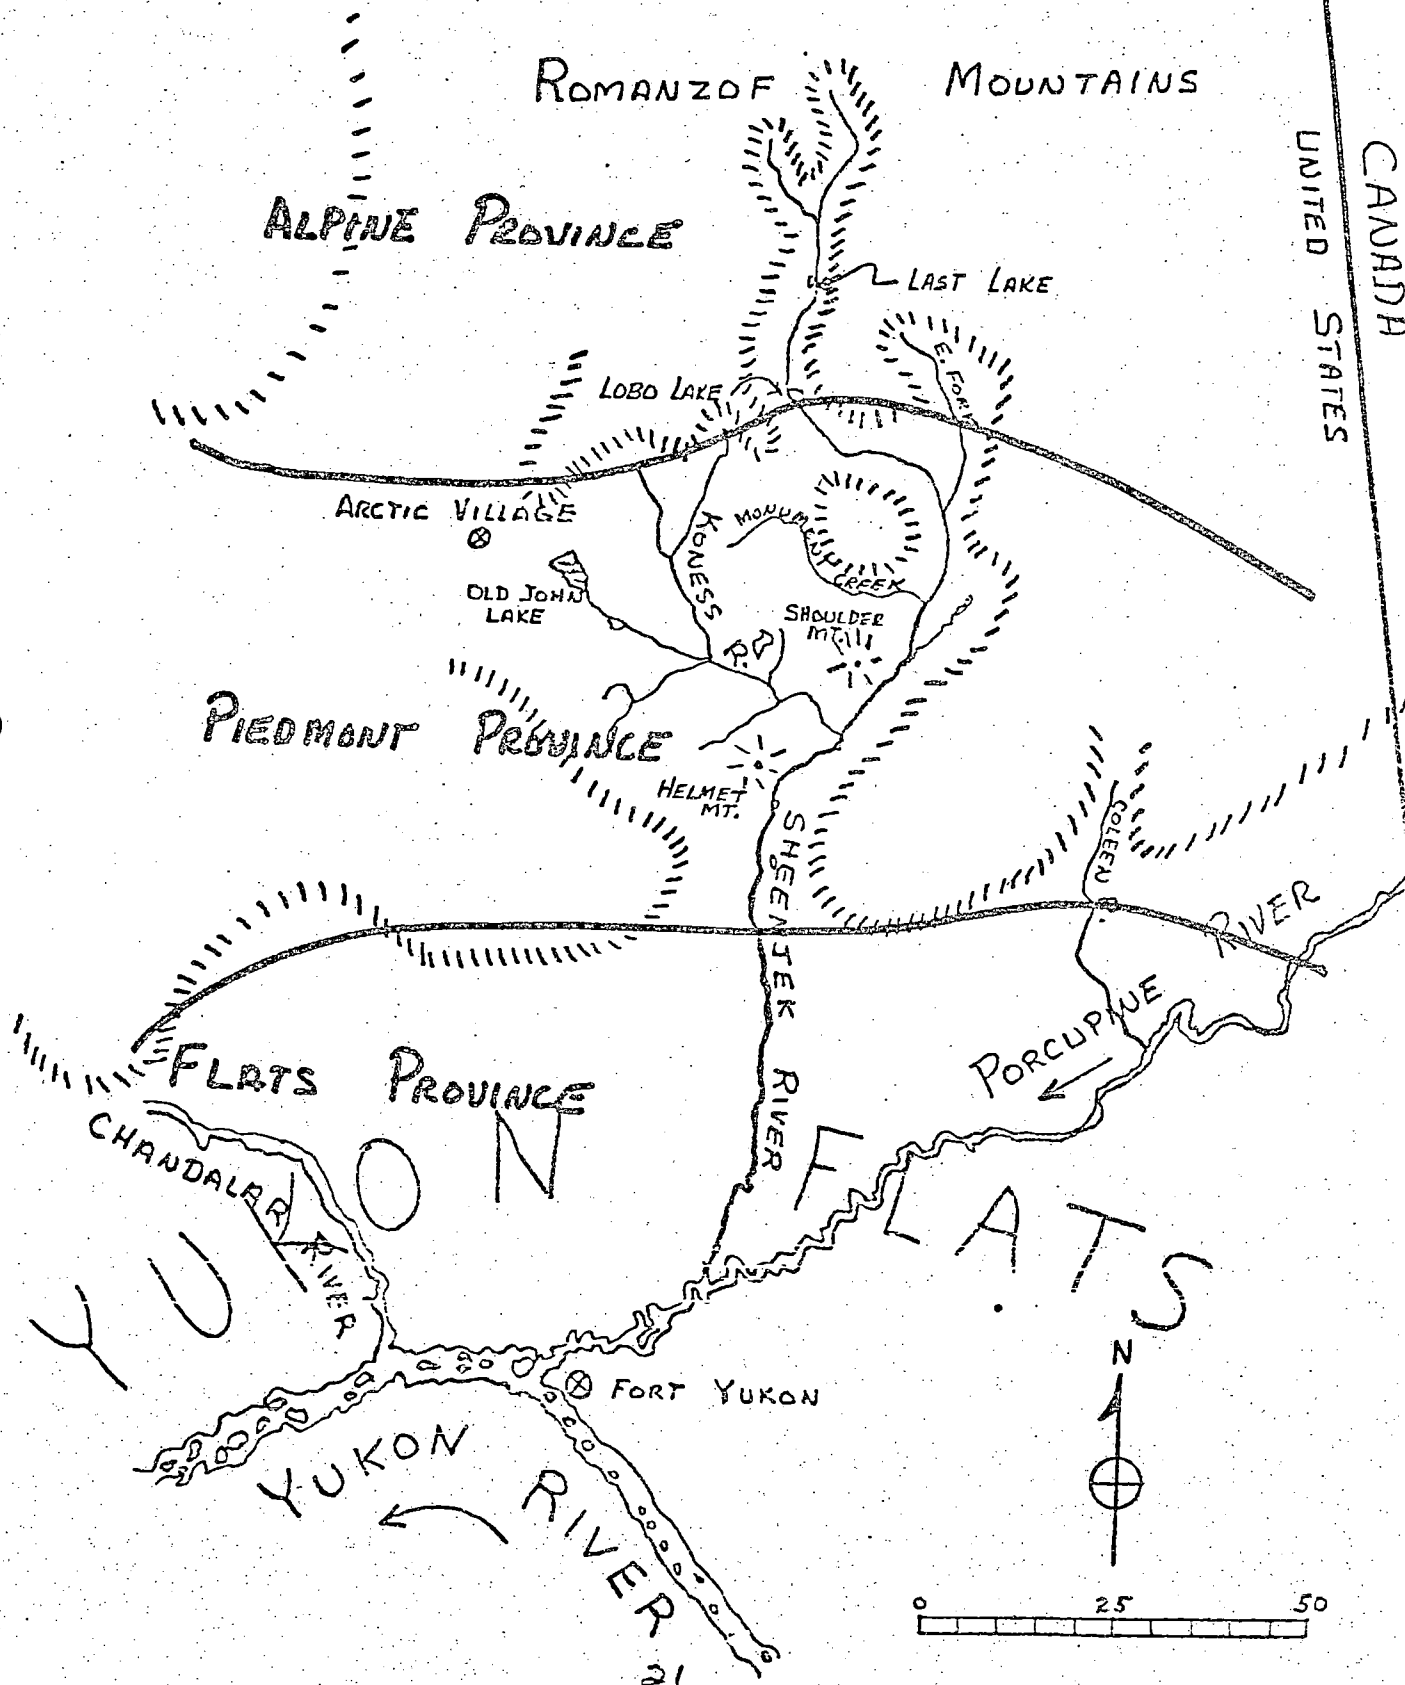 ROMANZOF MOUNTAINS
CANADA
UNITED STATES
ALPINE PROVINCE
LAST LAKE
E. FORK
LOBO LAKE
ARCTIC VILLAGE
KONESS R.
MONUMENT CREEK
OLD JOHN
LAKE
SHOULDER
MT.
PIEDMONT PROVINCE
HELMET
MT.
SHEENJEK RIVER
COLEEN R.
PORCUPINE RIVER
FLATS PROVINCE
CHANDALAR RIVER
YUKON FLATS
FORT YUKON
YUKON RIVER
N
0 25 50
21